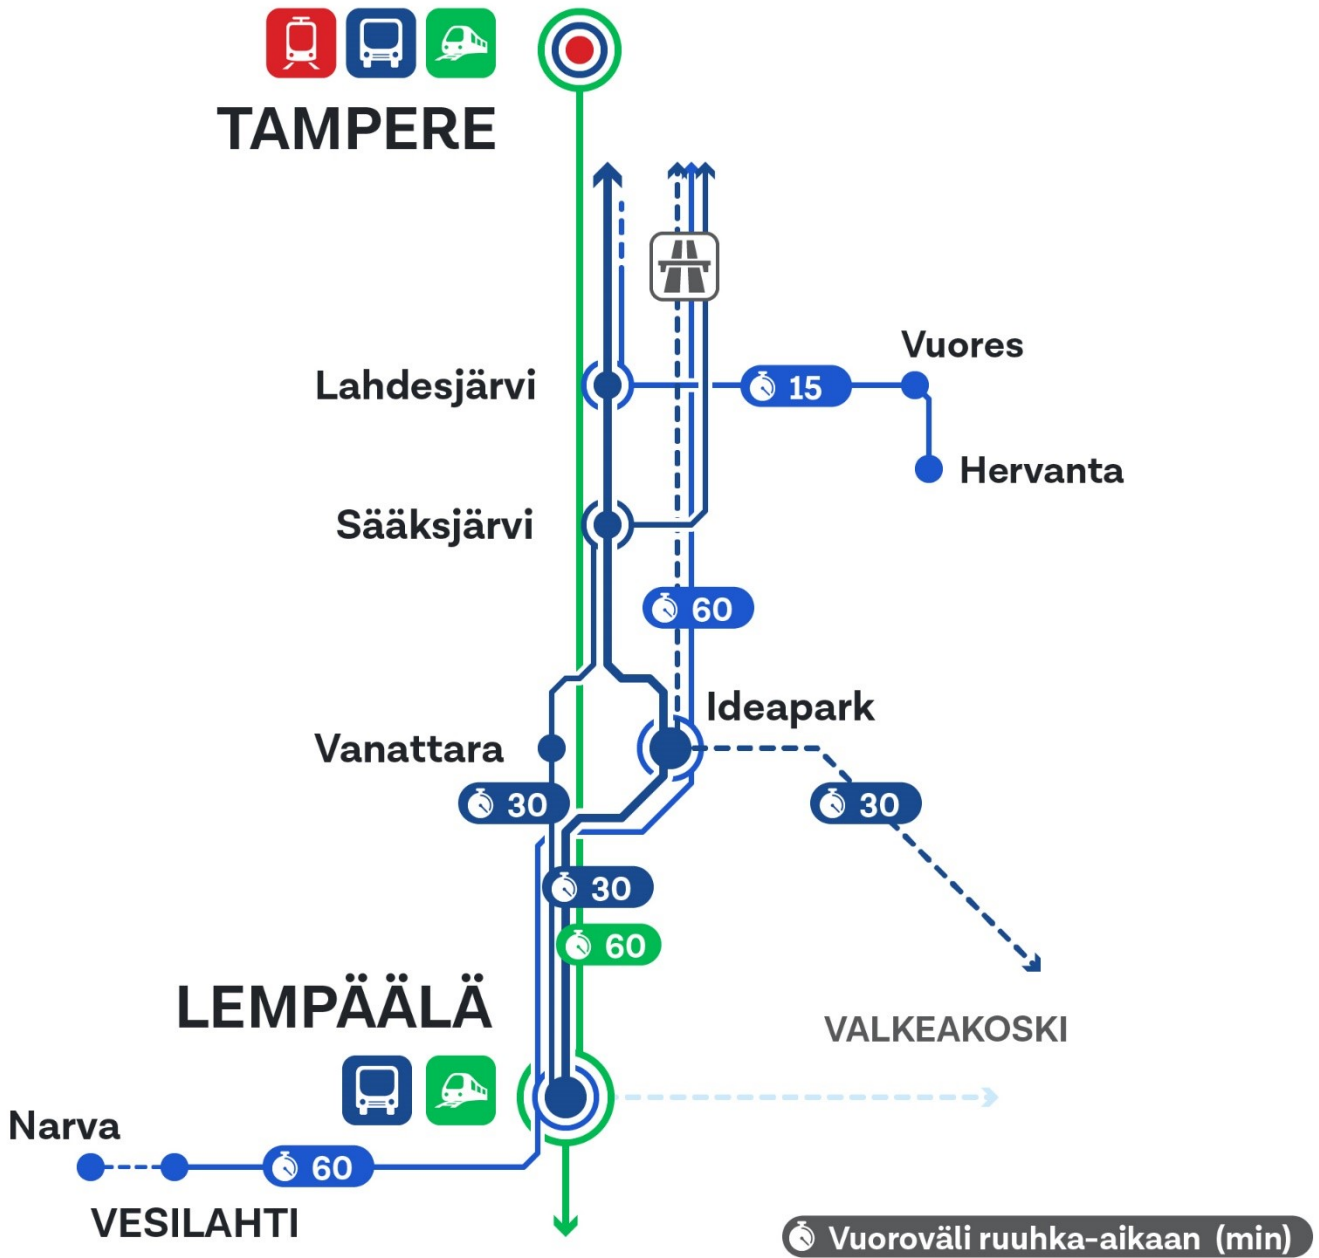 TAMPERE
Vuores
Lahdesjärvi
15
Hervanta
Sääksjärvi
60
Ideapark
Vanattara
30
30
30
60
LEMPÄÄLÄ
VALKEAKOSKI
Narva
60
VESILAHTI
Vuoroväli ruuhka-aikaan (min)